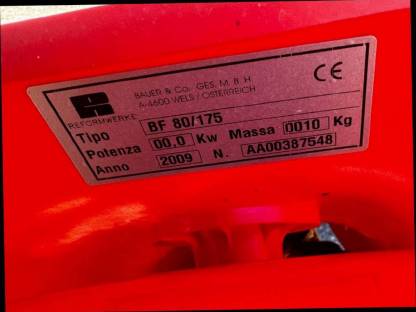 BAUER & Co. GES. M. B. H
A-4600 WELS / ÖSTERREICH
CE
REFORMWERKE
Tipo BF 80/175
Potenza 00,0 Kw Massa 0010 Kg
Anno 2009 N. AA00387548